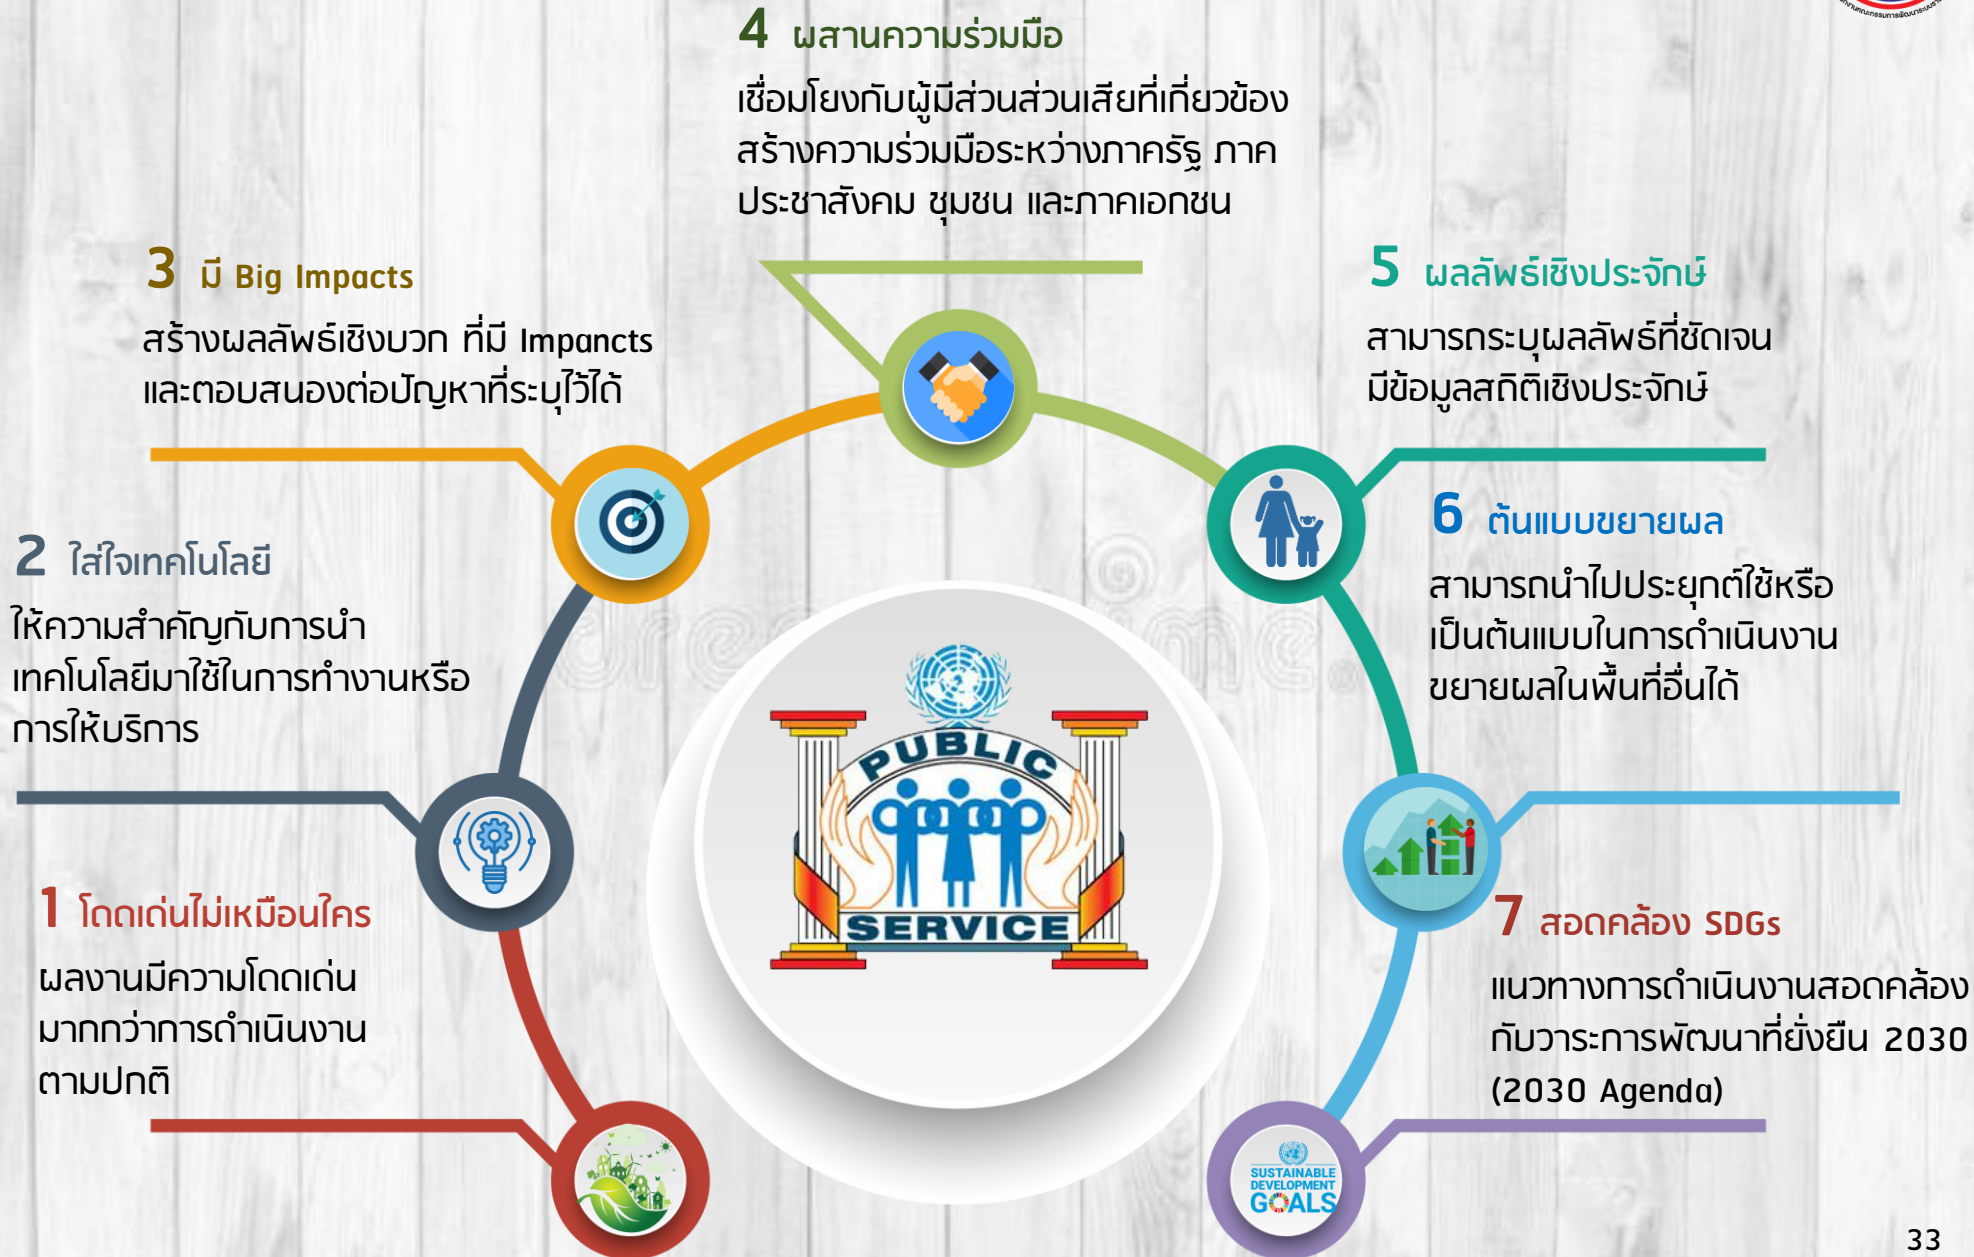 4 ผสานความร่วมมือ
เชื่อมโยงกับผู้มีส่วนส่วนเสียที่เกี่ยวข้อง
สร้างความร่วมมือระหว่างภาครัฐ ภาค
ประชาสังคม ชุมชน และภาคเอกชน
3 มี Big Impacts
สร้างผลลัพธ์เชิงบวก ที่มี Impancts
และตอบสนองต่อปัญหาที่ระบุไว้ได้
5 ผลลัพธ์เชิงประจักษ์
สามารถระบุผลลัพธ์ที่ชัดเจน
มีข้อมูลสถิติเชิงประจักษ์
2 ใส่ใจเทคโนโลยี
ให้ความสำคัญกับการนำ
เทคโนโลยีมาใช้ในการทำงานหรือ
การให้บริการ
6 ต้นแบบขยายผล
สามารถนำไปประยุกต์ใช้หรือ
เป็นต้นแบบในการดำเนินงาน
ขยายผลในพื้นที่อื่นได้
PUBLIC
SERVICE
1 โดดเด่นไม่เหมือนใคร
ผลงานมีความโดดเด่น
มากกว่าการดำเนินงาน
ตามปกติ
7 สอดคล้อง SDGs
แนวทางการดำเนินงานสอดคล้อง
กับวาระการพัฒนาที่ยั่งยืน 2030
(2030 Agenda)
SUSTAINABLE
DEVELOPMENT
GOALS
33